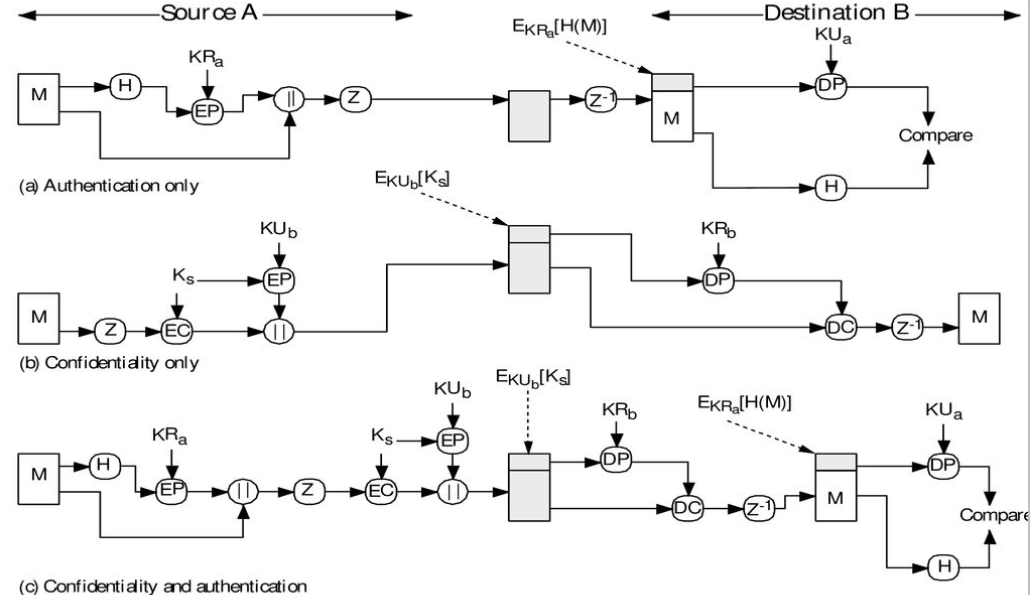 Source A
Destination B
E_KRa[H(M)]
KU_a
KR_a
M
H
EP
||
Z
Z⁻¹
M
DP
Compare
H
(a) Authentication only
E_KUb[K_s]
KU_b
KR_b
K_s
EP
DP
M
Z
EC
||
DC
Z⁻¹
M
(b) Confidentiality only
E_KUb[K_s]
KU_b
KR_b
E_KRa[H(M)]
KU_a
KR_a
K_s
EP
M
H
EP
||
Z
EC
||
DP
DC
Z⁻¹
M
DP
Compare
H
(c) Confidentiality and authentication